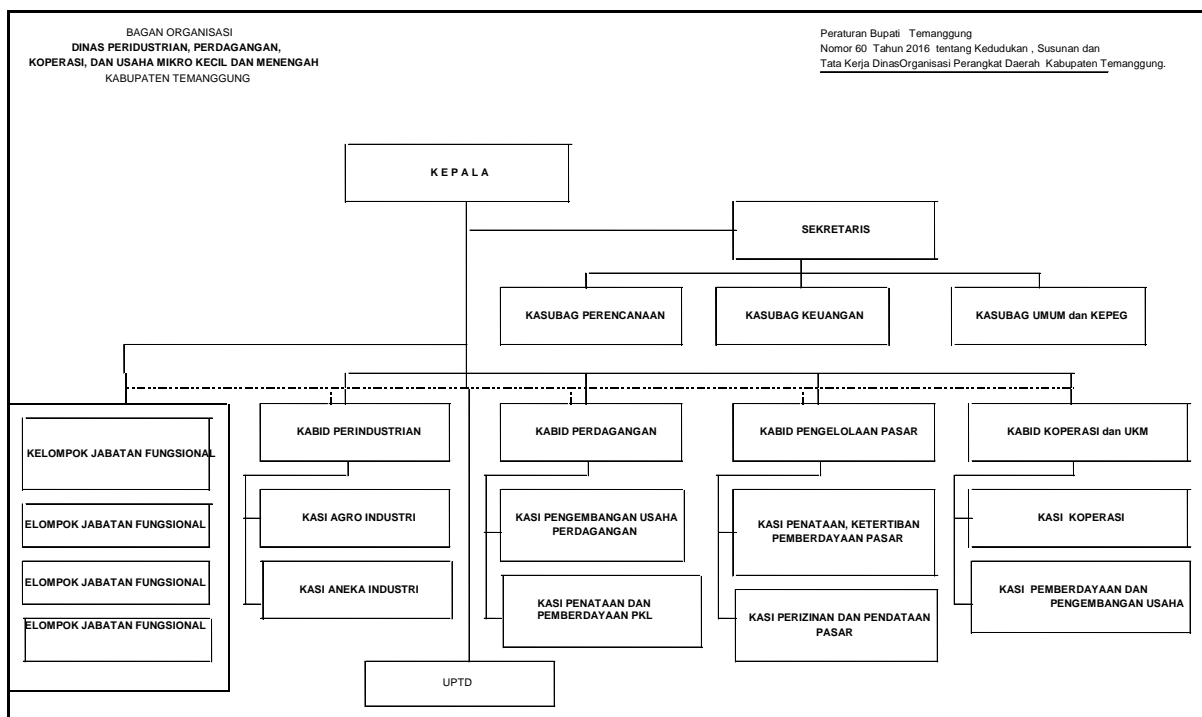 BAGAN ORGANISASI
DINAS PERIDUSTRIAN, PERDAGANGAN,
KOPERASI, DAN USAHA MIKRO KECIL DAN MENENGAH
KABUPATEN TEMANGGUNG
Peraturan Bupati Temanggung
Nomor 60 Tahun 2016 tentang Kedudukan , Susunan dan
Tata Kerja DinasOrganisasi Perangkat Daerah Kabupaten Temanggung.
K E P A L A
SEKRETARIS
KASUBAG PERENCANAAN
KASUBAG KEUANGAN
KASUBAG UMUM dan KEPEG
KELOMPOK JABATAN FUNGSIONAL
ELOMPOK JABATAN FUNGSIONAL
ELOMPOK JABATAN FUNGSIONAL
ELOMPOK JABATAN FUNGSIONAL
KABID PERINDUSTRIAN
KASI AGRO INDUSTRI
KASI ANEKA INDUSTRI
KABID PERDAGANGAN
KASI PENGEMBANGAN USAHA
PERDAGANGAN
KASI PENATAAN DAN
PEMBERDAYAAN PKL
KABID PENGELOLAAN PASAR
KASI PENATAAN, KETERTIBAN
PEMBERDAYAAN PASAR
KASI PERIZINAN DAN PENDATAAN
PASAR
KABID KOPERASI dan UKM
KASI KOPERASI
KASI PEMBERDAYAAN DAN
PENGEMBANGAN USAHA
UPTD